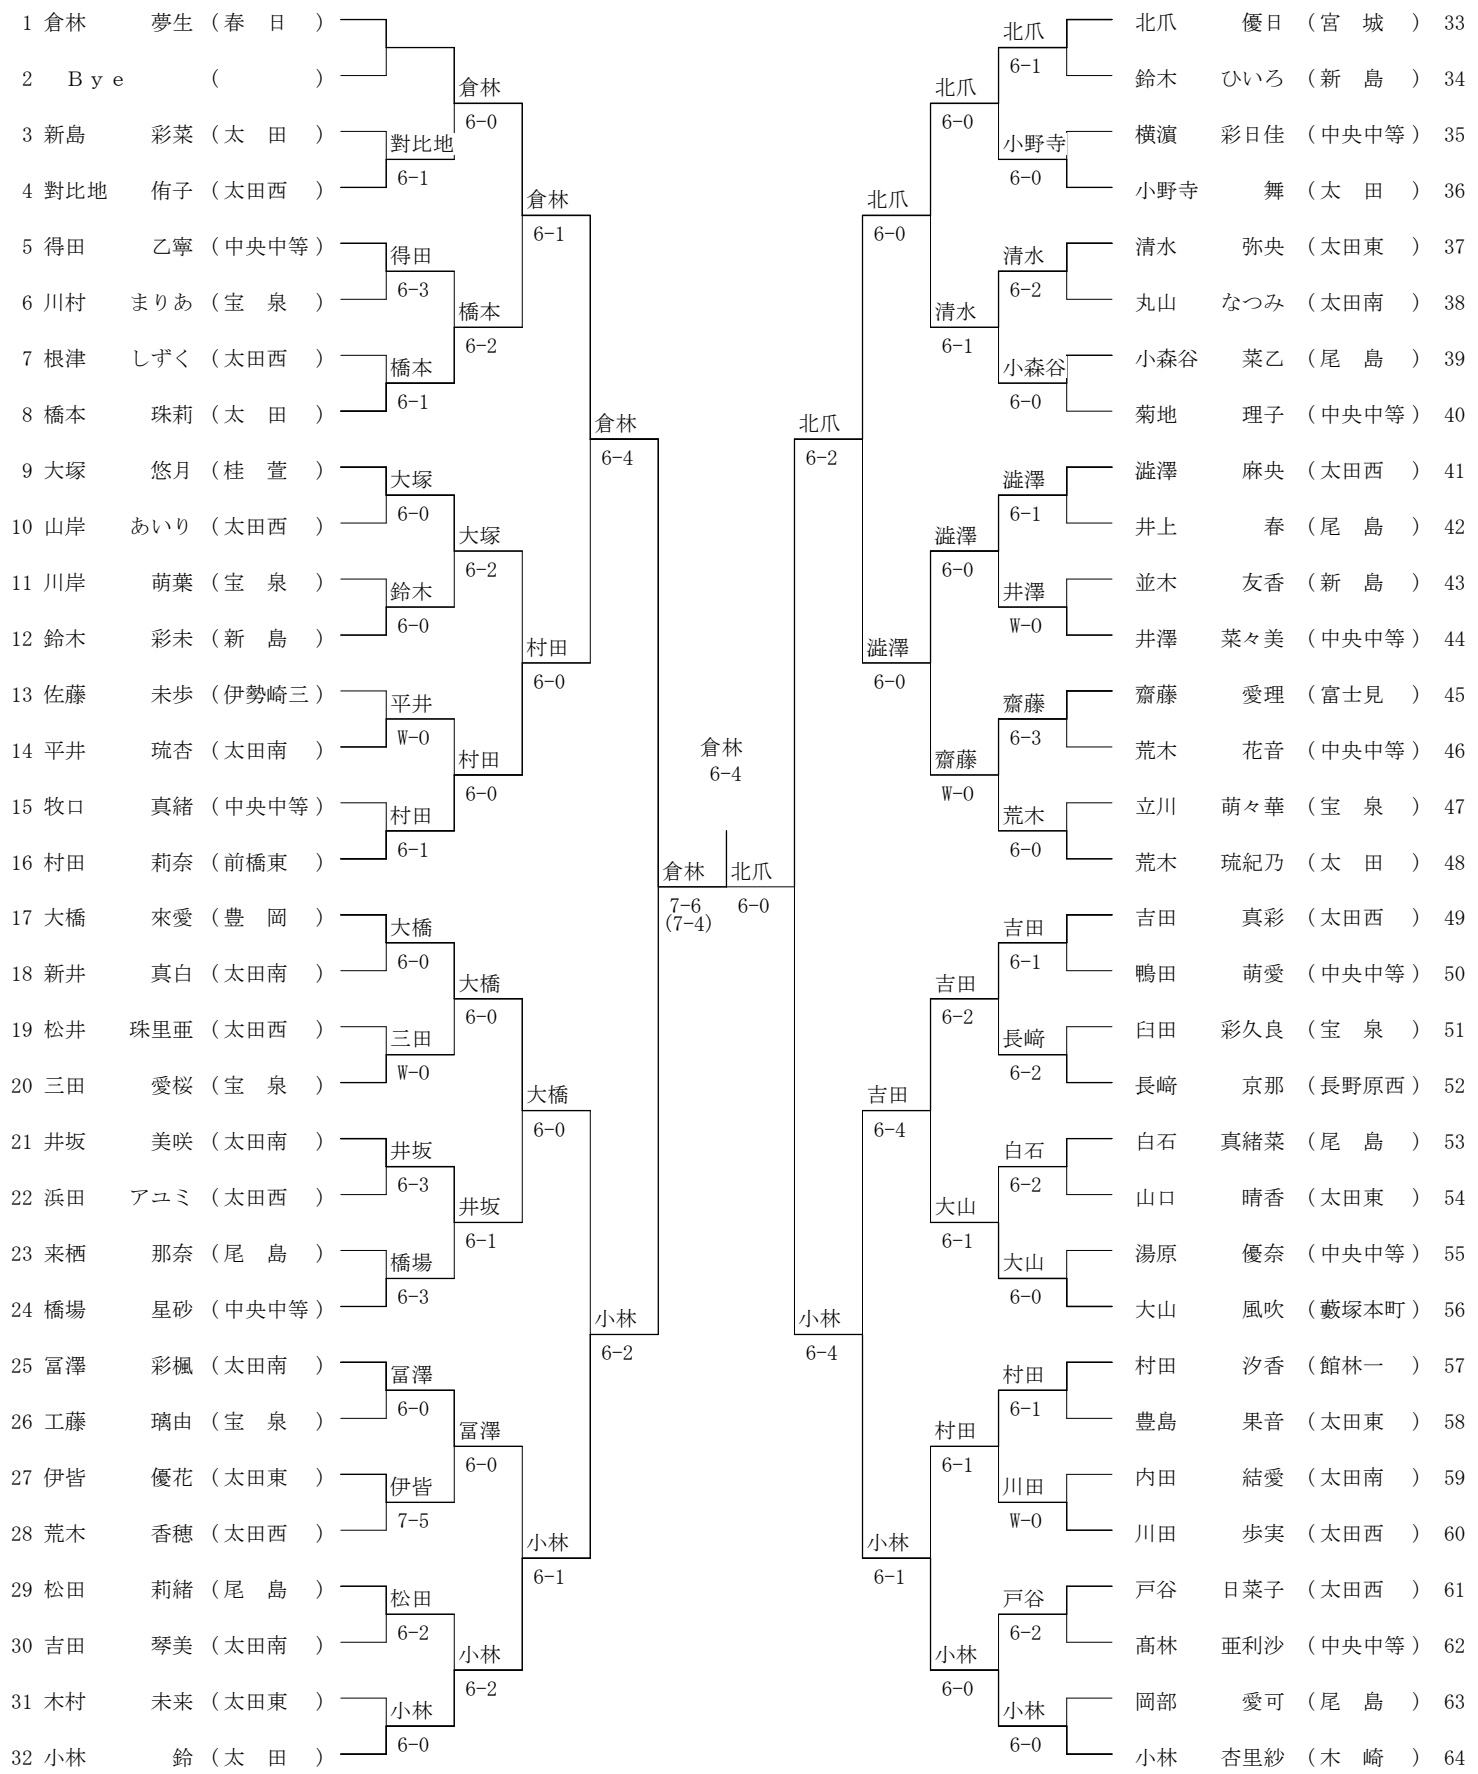 1 倉林 夢生 （春 日 ）
2 Ｂｙｅ （ ）
3 新島 彩菜 （太 田 ）
4 對比地 侑子 （太田西 ）
5 得田 乙寧 （中央中等）
6 川村 まりあ （宝 泉 ）
7 根津 しずく （太田西 ）
8 橋本 珠莉 （太 田 ）
9 大塚 悠月 （桂 萱 ）
10 山岸 あいり （太田西 ）
11 川岸 萌葉 （宝 泉 ）
12 鈴木 彩未 （新 島 ）
13 佐藤 未歩 （伊勢崎三）
14 平井 琉杏 （太田南 ）
15 牧口 真緒 （中央中等）
16 村田 莉奈 （前橋東 ）
17 大橋 來愛 （豊 岡 ）
18 新井 真白 （太田南 ）
19 松井 珠里亜 （太田西 ）
20 三田 愛桜 （宝 泉 ）
21 井坂 美咲 （太田南 ）
22 浜田 アユミ （太田西 ）
23 来栖 那奈 （尾 島 ）
24 橋場 星砂 （中央中等）
25 冨澤 彩楓 （太田南 ）
26 工藤 璃由 （宝 泉 ）
27 伊皆 優花 （太田東 ）
28 荒木 香穂 （太田西 ）
29 松田 莉緒 （尾 島 ）
30 吉田 琴美 （太田南 ）
31 木村 未来 （太田東 ）
32 小林 鈴 （太 田 ）
對比地
6-1
得田
6-3
橋本
6-1
大塚
6-0
鈴木
6-0
平井
W-0
村田
6-1
大橋
6-0
三田
W-0
井坂
6-3
橋場
6-3
冨澤
6-0
伊皆
7-5
松田
6-2
小林
6-0
倉林
6-0
橋本
6-2
大塚
6-2
村田
6-0
大橋
6-0
井坂
6-1
冨澤
6-0
小林
6-2
倉林
6-1
村田
6-0
大橋
6-0
小林
6-1
倉林
6-4
小林
6-2
倉林
7-6
(7-4)
倉林
6-4
北爪
6-0
北爪
6-2
小林
6-4
北爪
6-0
澁澤
6-0
吉田
6-4
小林
6-1
北爪
6-0
清水
6-1
澁澤
6-0
齋藤
W-0
吉田
6-2
大山
6-1
村田
6-1
小林
6-0
北爪
6-1
小野寺
6-0
清水
6-2
小森谷
6-0
澁澤
6-1
井澤
W-0
齋藤
6-3
荒木
6-0
吉田
6-1
長﨑
6-2
白石
6-2
大山
6-0
村田
6-1
川田
W-0
戸谷
6-2
小林
6-0
北爪 優日 （宮 城 ） 33
鈴木 ひいろ （新 島 ） 34
横濵 彩日佳 （中央中等） 35
小野寺 舞 （太 田 ） 36
清水 弥央 （太田東 ） 37
丸山 なつみ （太田南 ） 38
小森谷 菜乙 （尾 島 ） 39
菊地 理子 （中央中等） 40
澁澤 麻央 （太田西 ） 41
井上 春 （尾 島 ） 42
並木 友香 （新 島 ） 43
井澤 菜々美 （中央中等） 44
齋藤 愛理 （富士見 ） 45
荒木 花音 （中央中等） 46
立川 萌々華 （宝 泉 ） 47
荒木 琉紀乃 （太 田 ） 48
吉田 真彩 （太田西 ） 49
鴨田 萌愛 （中央中等） 50
臼田 彩久良 （宝 泉 ） 51
長﨑 京那 （長野原西） 52
白石 真緒菜 （尾 島 ） 53
山口 晴香 （太田東 ） 54
湯原 優奈 （中央中等） 55
大山 風吹 （藪塚本町） 56
村田 汐香 （館林一 ） 57
豊島 果音 （太田東 ） 58
内田 結愛 （太田南 ） 59
川田 歩実 （太田西 ） 60
戸谷 日菜子 （太田西 ） 61
髙林 亜利沙 （中央中等） 62
岡部 愛可 （尾 島 ） 63
小林 杏里紗 （木 崎 ） 64